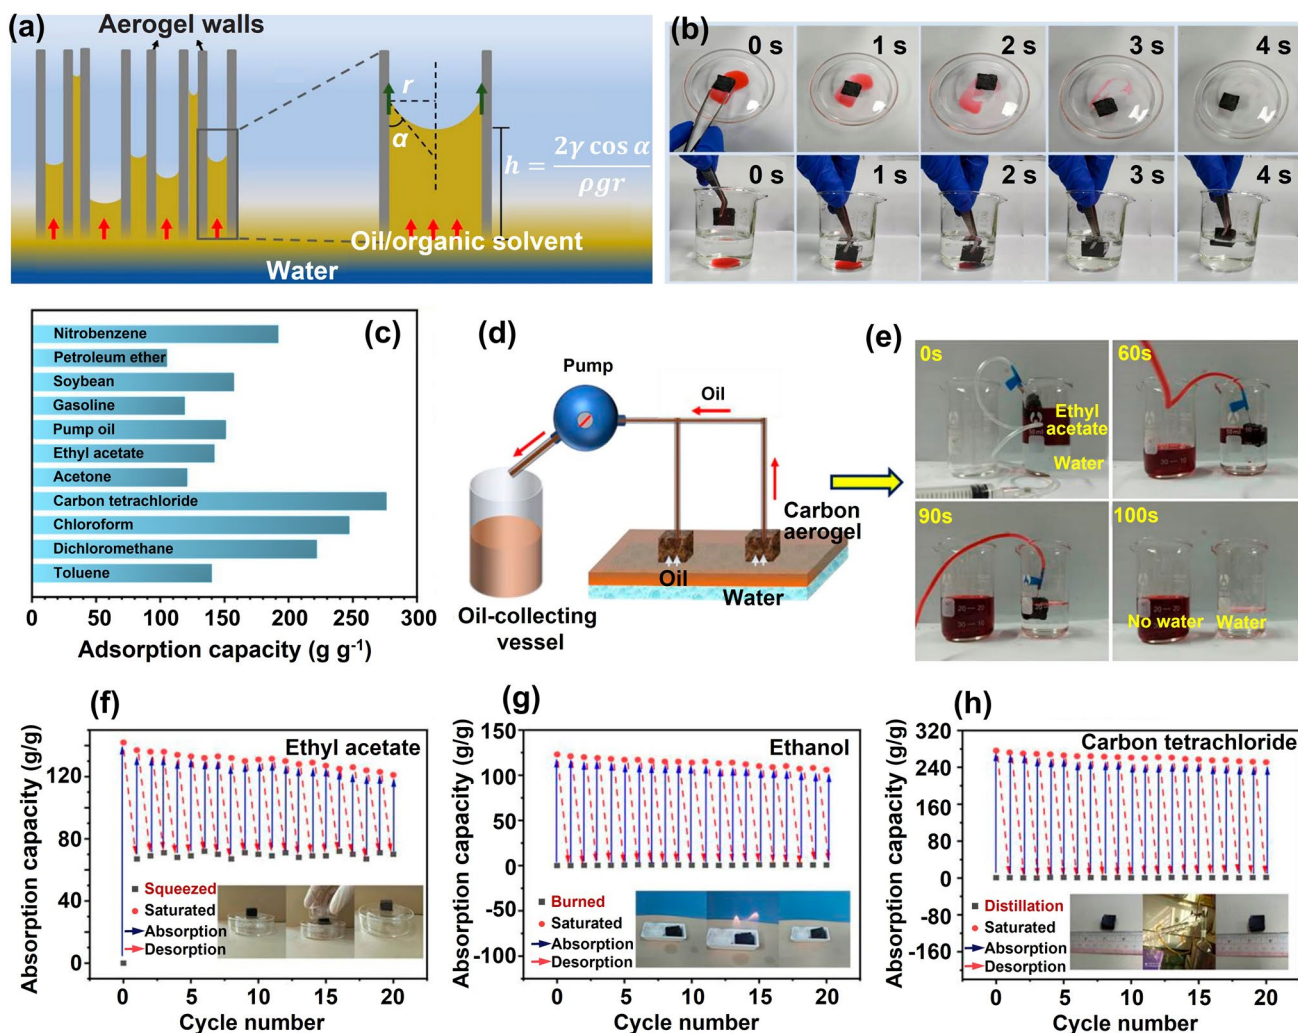 (a)
Aerogel walls
r
α
h = 2γ cos α / ρgr
Oil/organic solvent
Water
(b)
0 s
1 s
2 s
3 s
4 s
0 s
1 s
2 s
3 s
4 s
(c)
Nitrobenzene
Petroleum ether
Soybean
Gasoline
Pump oil
Ethyl acetate
Acetone
Carbon tetrachloride
Chloroform
Dichloromethane
Toluene
0 50 100 150 200 250 300
Adsorption capacity (g g⁻¹)
(d)
Pump
Oil
Carbon
aerogel
Oil
Water
Oil-collecting
vessel
(e)
0s
Ethyl
acetate
Water
60s
90s
100s
No water
Water
(f)
Ethyl acetate
Absorption capacity (g/g)
120
80
40
0
Squeezed
Saturated
Absorption
Desorption
0 5 10 15 20
Cycle number
(g)
Ethanol
Absorption capacity (g/g)
150
100
50
0
-50
-100
Burned
Saturated
Absorption
Desorption
0 5 10 15 20
Cycle number
(h)
Carbon tetrachloride
Absorption capacity (g/g)
320
240
160
80
0
-80
-160
Distillation
Saturated
Absorption
Desorption
0 5 10 15 20
Cycle number